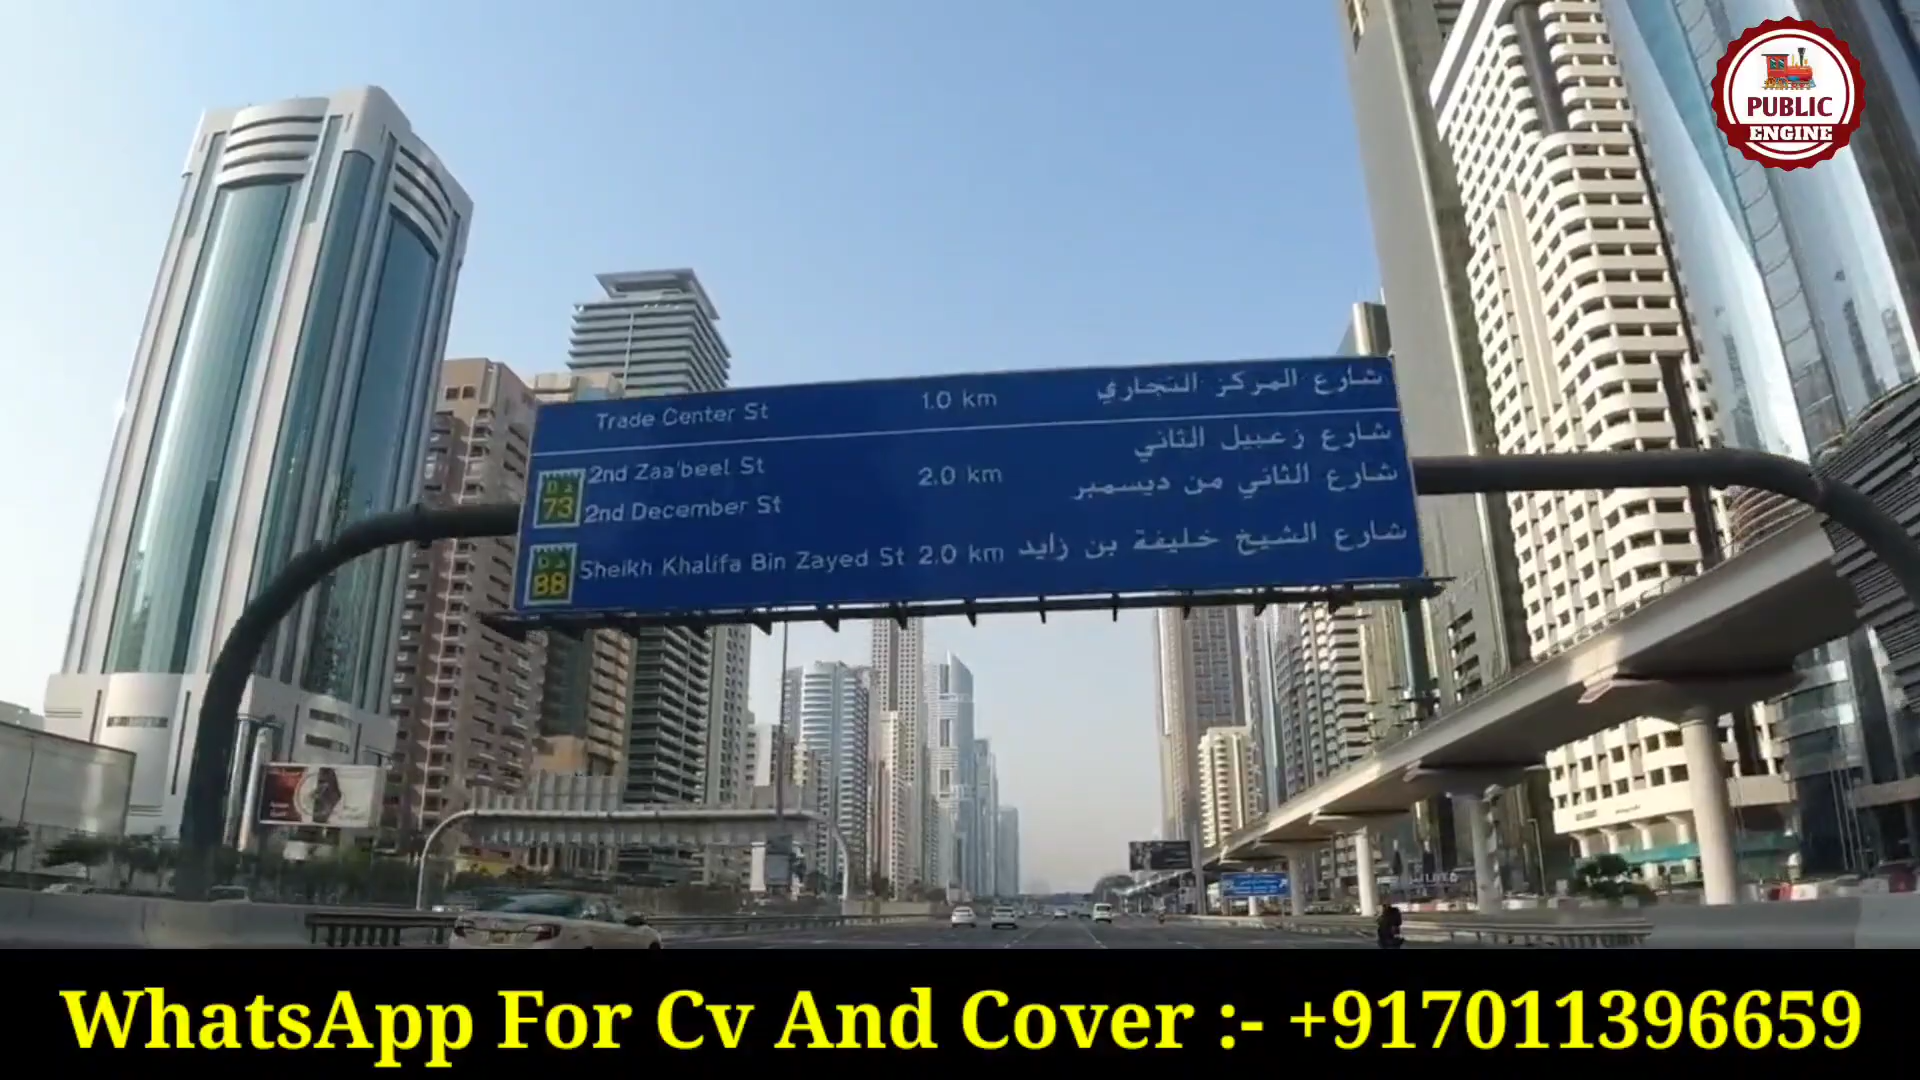 PUBLIC
ENGINE
Trade Center St 1.0 km شارع المركز التجاري
2nd Zaa'beel St شارع زعبيل الثاني
D د 73 2.0 km
2nd December St شارع الثاني من ديسمبر
D د 88 Sheikh Khalifa Bin Zayed St 2.0 km شارع الشيخ خليفة بن زايد
WhatsApp For Cv And Cover :- +917011396659